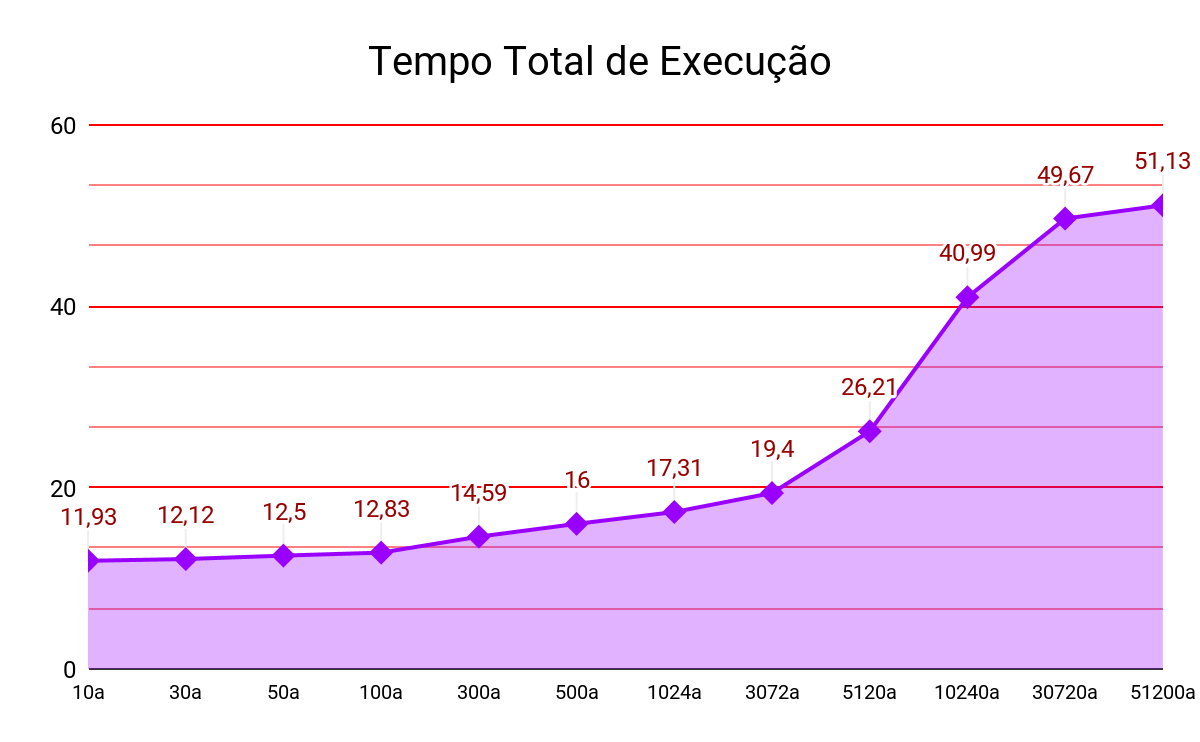 Tempo Total de Execução
60
40
20
0
11,93
12,12
12,5
12,83
14,59
16
17,31
19,4
26,21
40,99
49,67
51,13
10a
30a
50a
100a
300a
500a
1024a
3072a
5120a
10240a
30720a
51200a